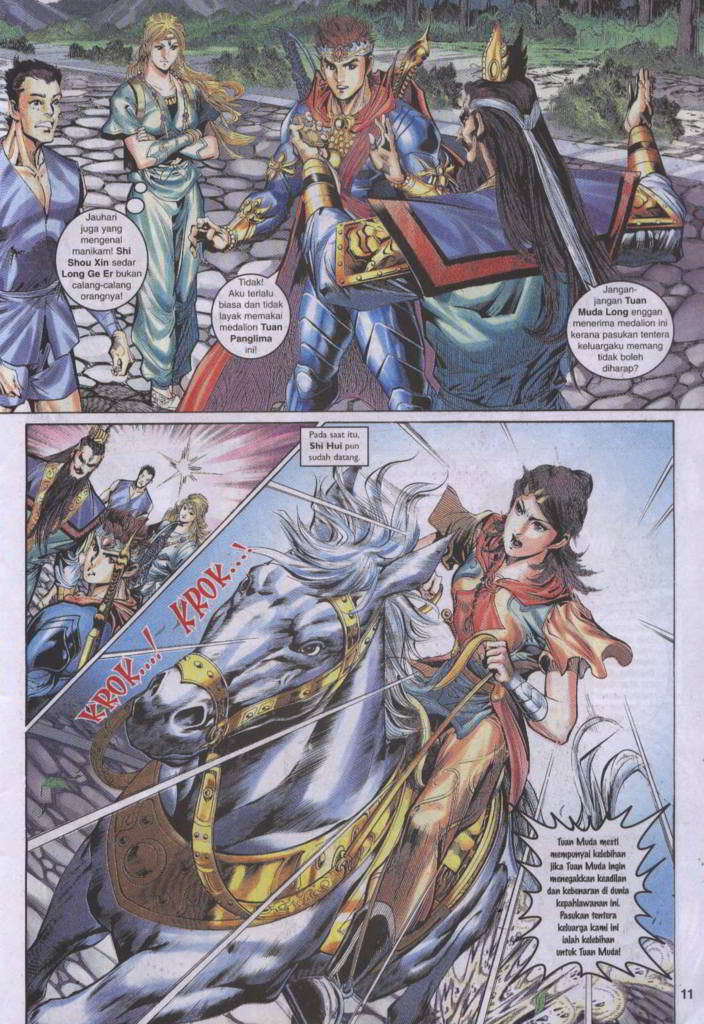 Jauhari
juga yang
mengenal
manikam! Shi
Shou Xin sedar
Long Ge Er bukan
calang-calang
orangnya!
Tidak!
Aku terlalu
biasa dan tidak
layak memakai
medalion Tuan
Panglima
ini!
Jangan-
jangan Tuan
Muda Long enggan
menerima medalion ini
kerana pasukan tentera
keluargaku memang
tidak boleh
diharap?
Pada saat itu,
Shi Hui pun
sudah datang.
KROK....! KROK...!
Tuan Muda mesti
mempunyai kelebihan
jika Tuan Muda ingin
menegakkan keadilan
dan kebenaran di dunia
kepahlawanan ini.
Pasukan tentera
keluarga kami ini
ialah kelebihan
untuk Tuan Muda!
11